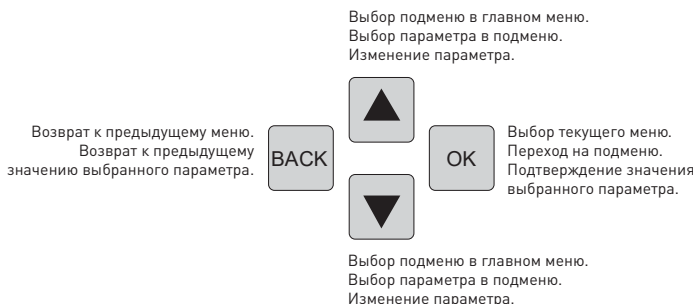 Выбор подменю в главном меню.
Выбор параметра в подменю.
Изменение параметра.
Возврат к предыдущему меню.
Возврат к предыдущему
значению выбранного параметра.
BACK
OK
Выбор текущего меню.
Переход на подменю.
Подтверждение значения
выбранного параметра.
Выбор подменю в главном меню.
Выбор параметра в подменю.
Изменение параметра.